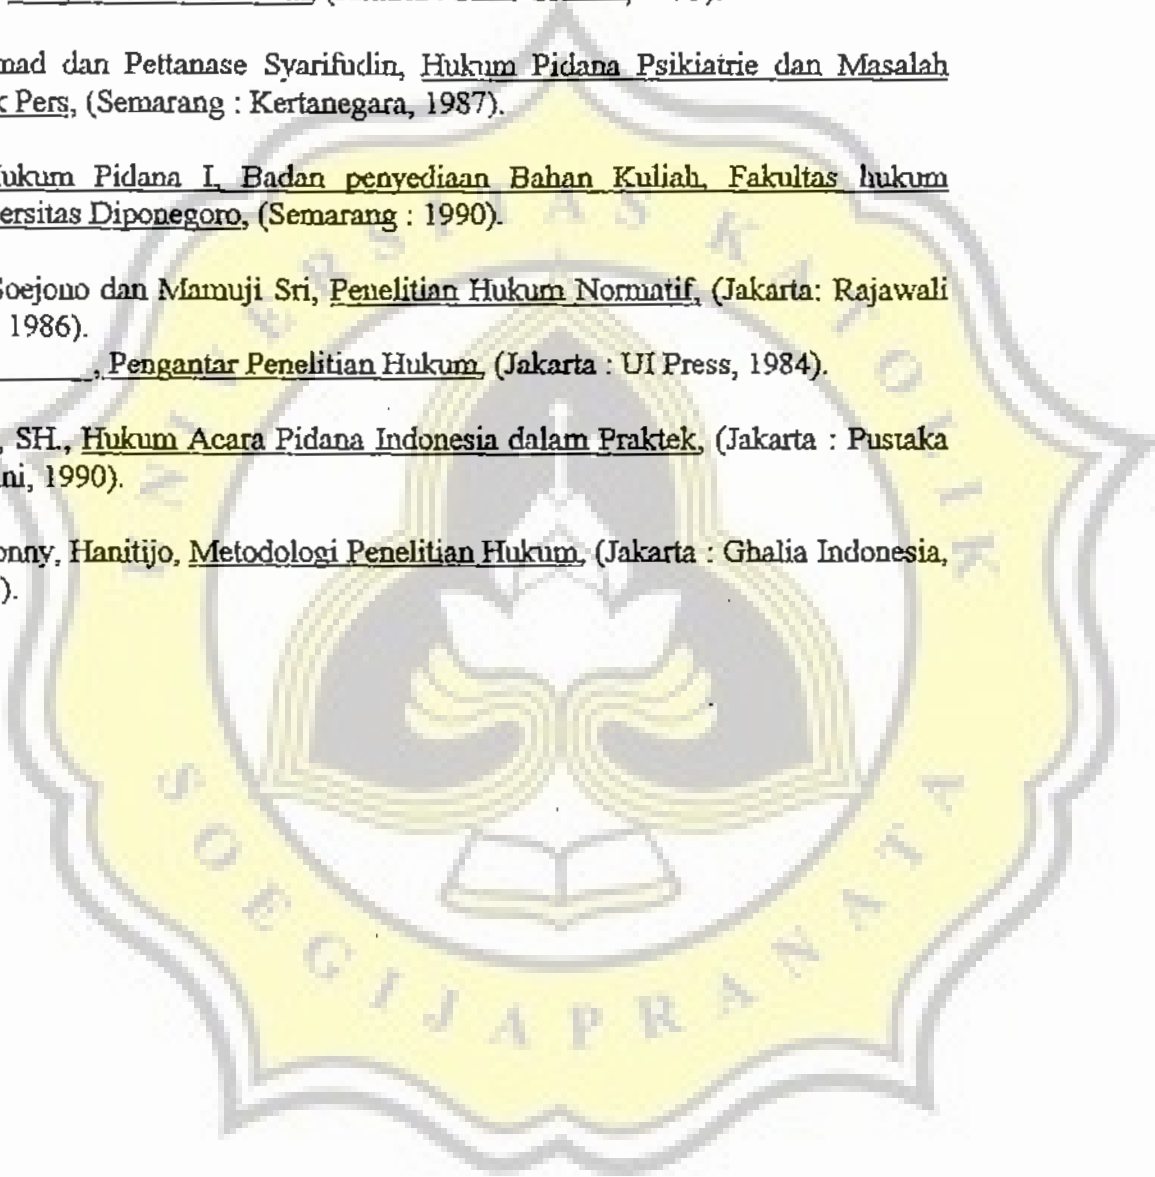 mad dan Pettanase Syarifudin, Hukum Pidana Psikiatrie dan Masalah
Pers, (Semarang : Kertanegara, 1987).
ukum Pidana I, Badan penyediaan Bahan Kuliah, Fakultas hukum
ersitas Diponegoro, (Semarang : 1990).
Soejono dan Mamuji Sri, Penelitian Hukum Normatif, (Jakarta: Rajawali
1986).
, Pengantar Penelitian Hukum, (Jakarta : UI Press, 1984).
, SH., Hukum Acara Pidana Indonesia dalam Praktek, (Jakarta : Pustaka
ni, 1990).
onny, Hanitijo, Metodologi Penelitian Hukum, (Jakarta : Ghalia Indonesia,
).
UNIVERSITAS KATOLIK
SOEGIJAPRANATA